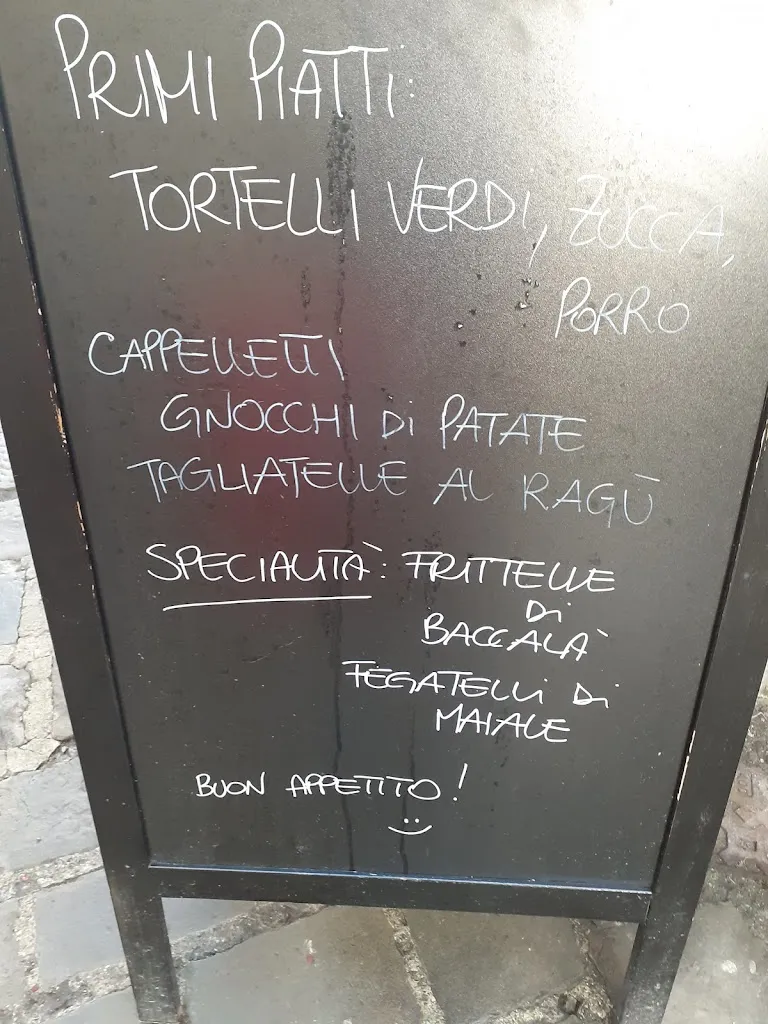 PRIMI PIATTI:
TORTELLI VERDI, ZUCCA,
PORRO
CAPPELLETTI
GNOCCHI Di PATATE
TAGLIATELLE AL RAGÙ
SPECIALITÀ: FRITTELLE
Di
BACCALÀ
FEGATELLi Di
MAIALE
BUON APPETITO!